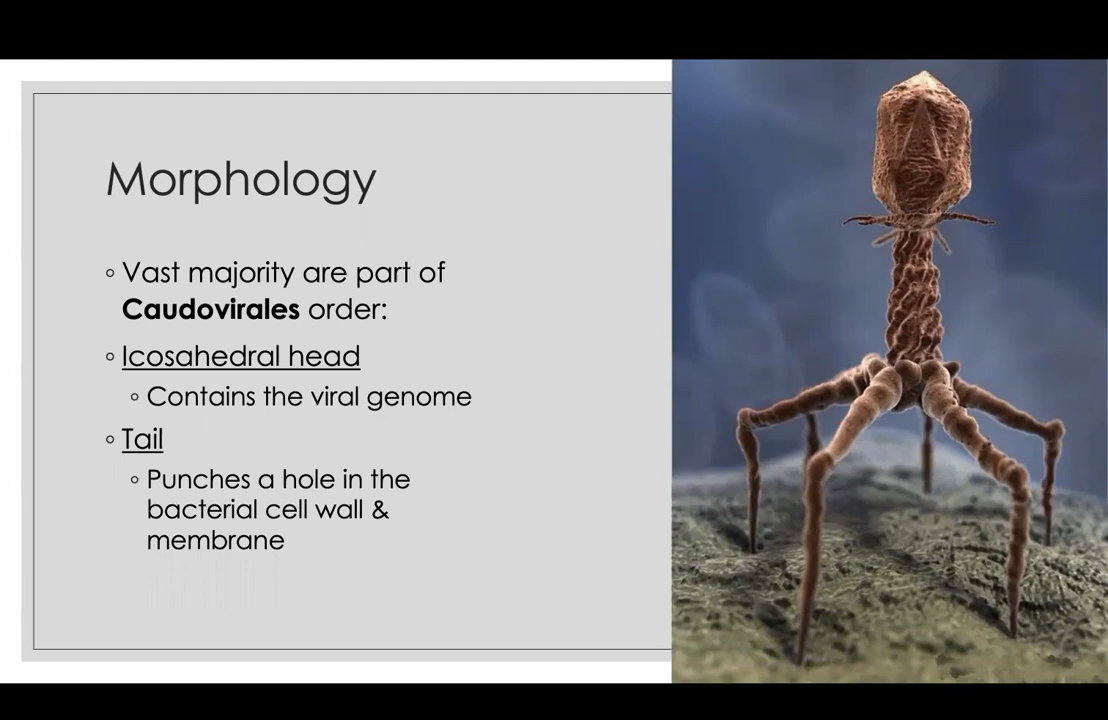 Morphology
◦ Vast majority are part of
Caudovirales order:
◦ Icosahedral head
◦ Contains the viral genome
◦ Tail
◦ Punches a hole in the
bacterial cell wall &
membrane